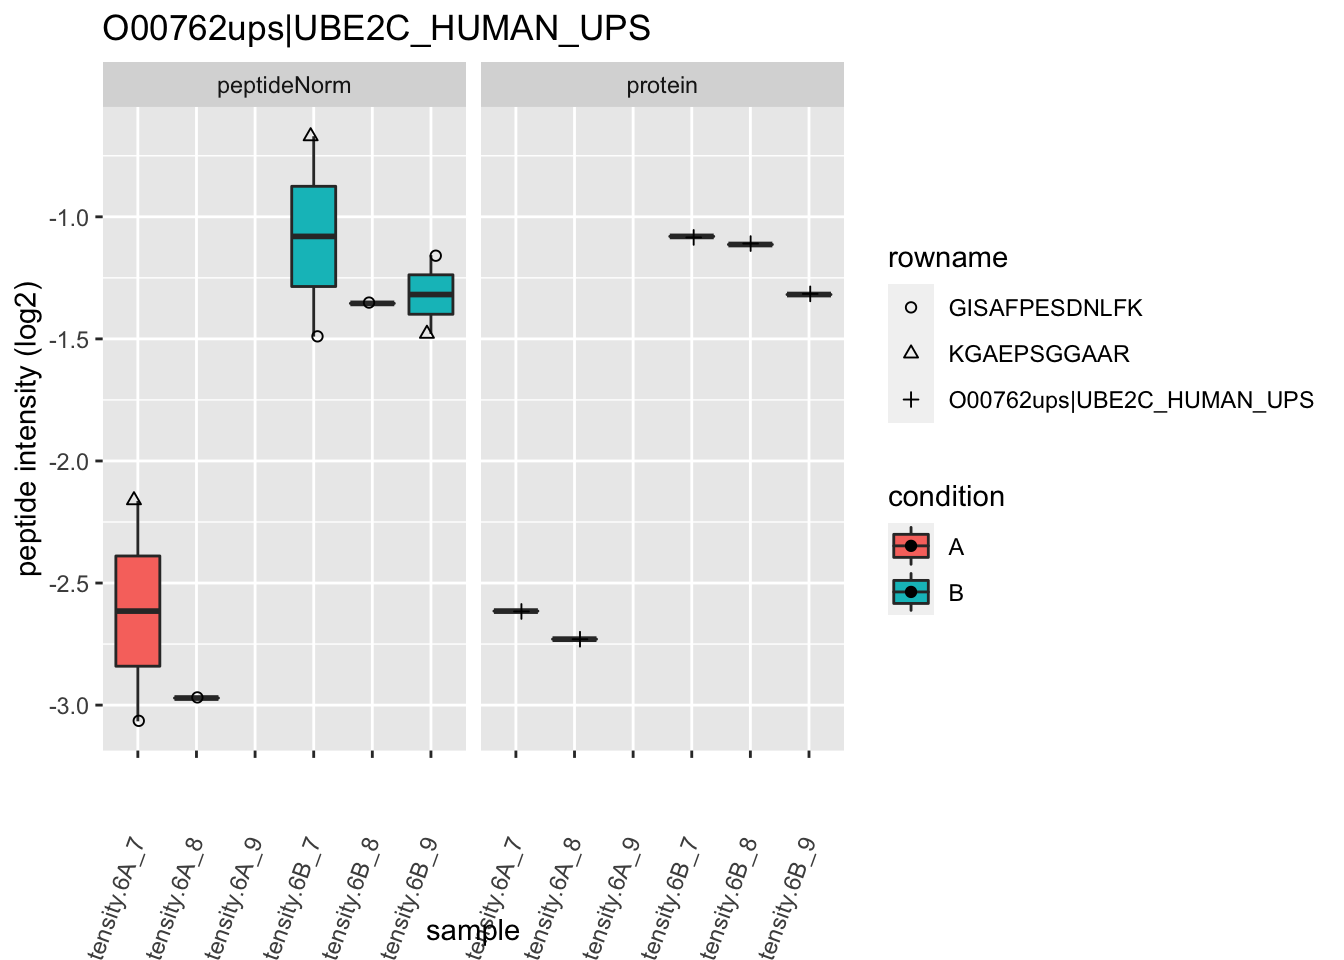 O00762ups|UBE2C_HUMAN_UPS
peptideNorm
protein
peptide intensity (log2)
-1.0
-1.5
-2.0
-2.5
-3.0
tensity.6A_7
tensity.6A_8
tensity.6A_9
tensity.6B_7
tensity.6B_8
tensity.6B_9
tensity.6A_7
tensity.6A_8
tensity.6A_9
tensity.6B_7
tensity.6B_8
tensity.6B_9
sample
rowname
GISAFPESDNLFK
KGAEPSGGAAR
O00762ups|UBE2C_HUMAN_UPS
condition
A
B